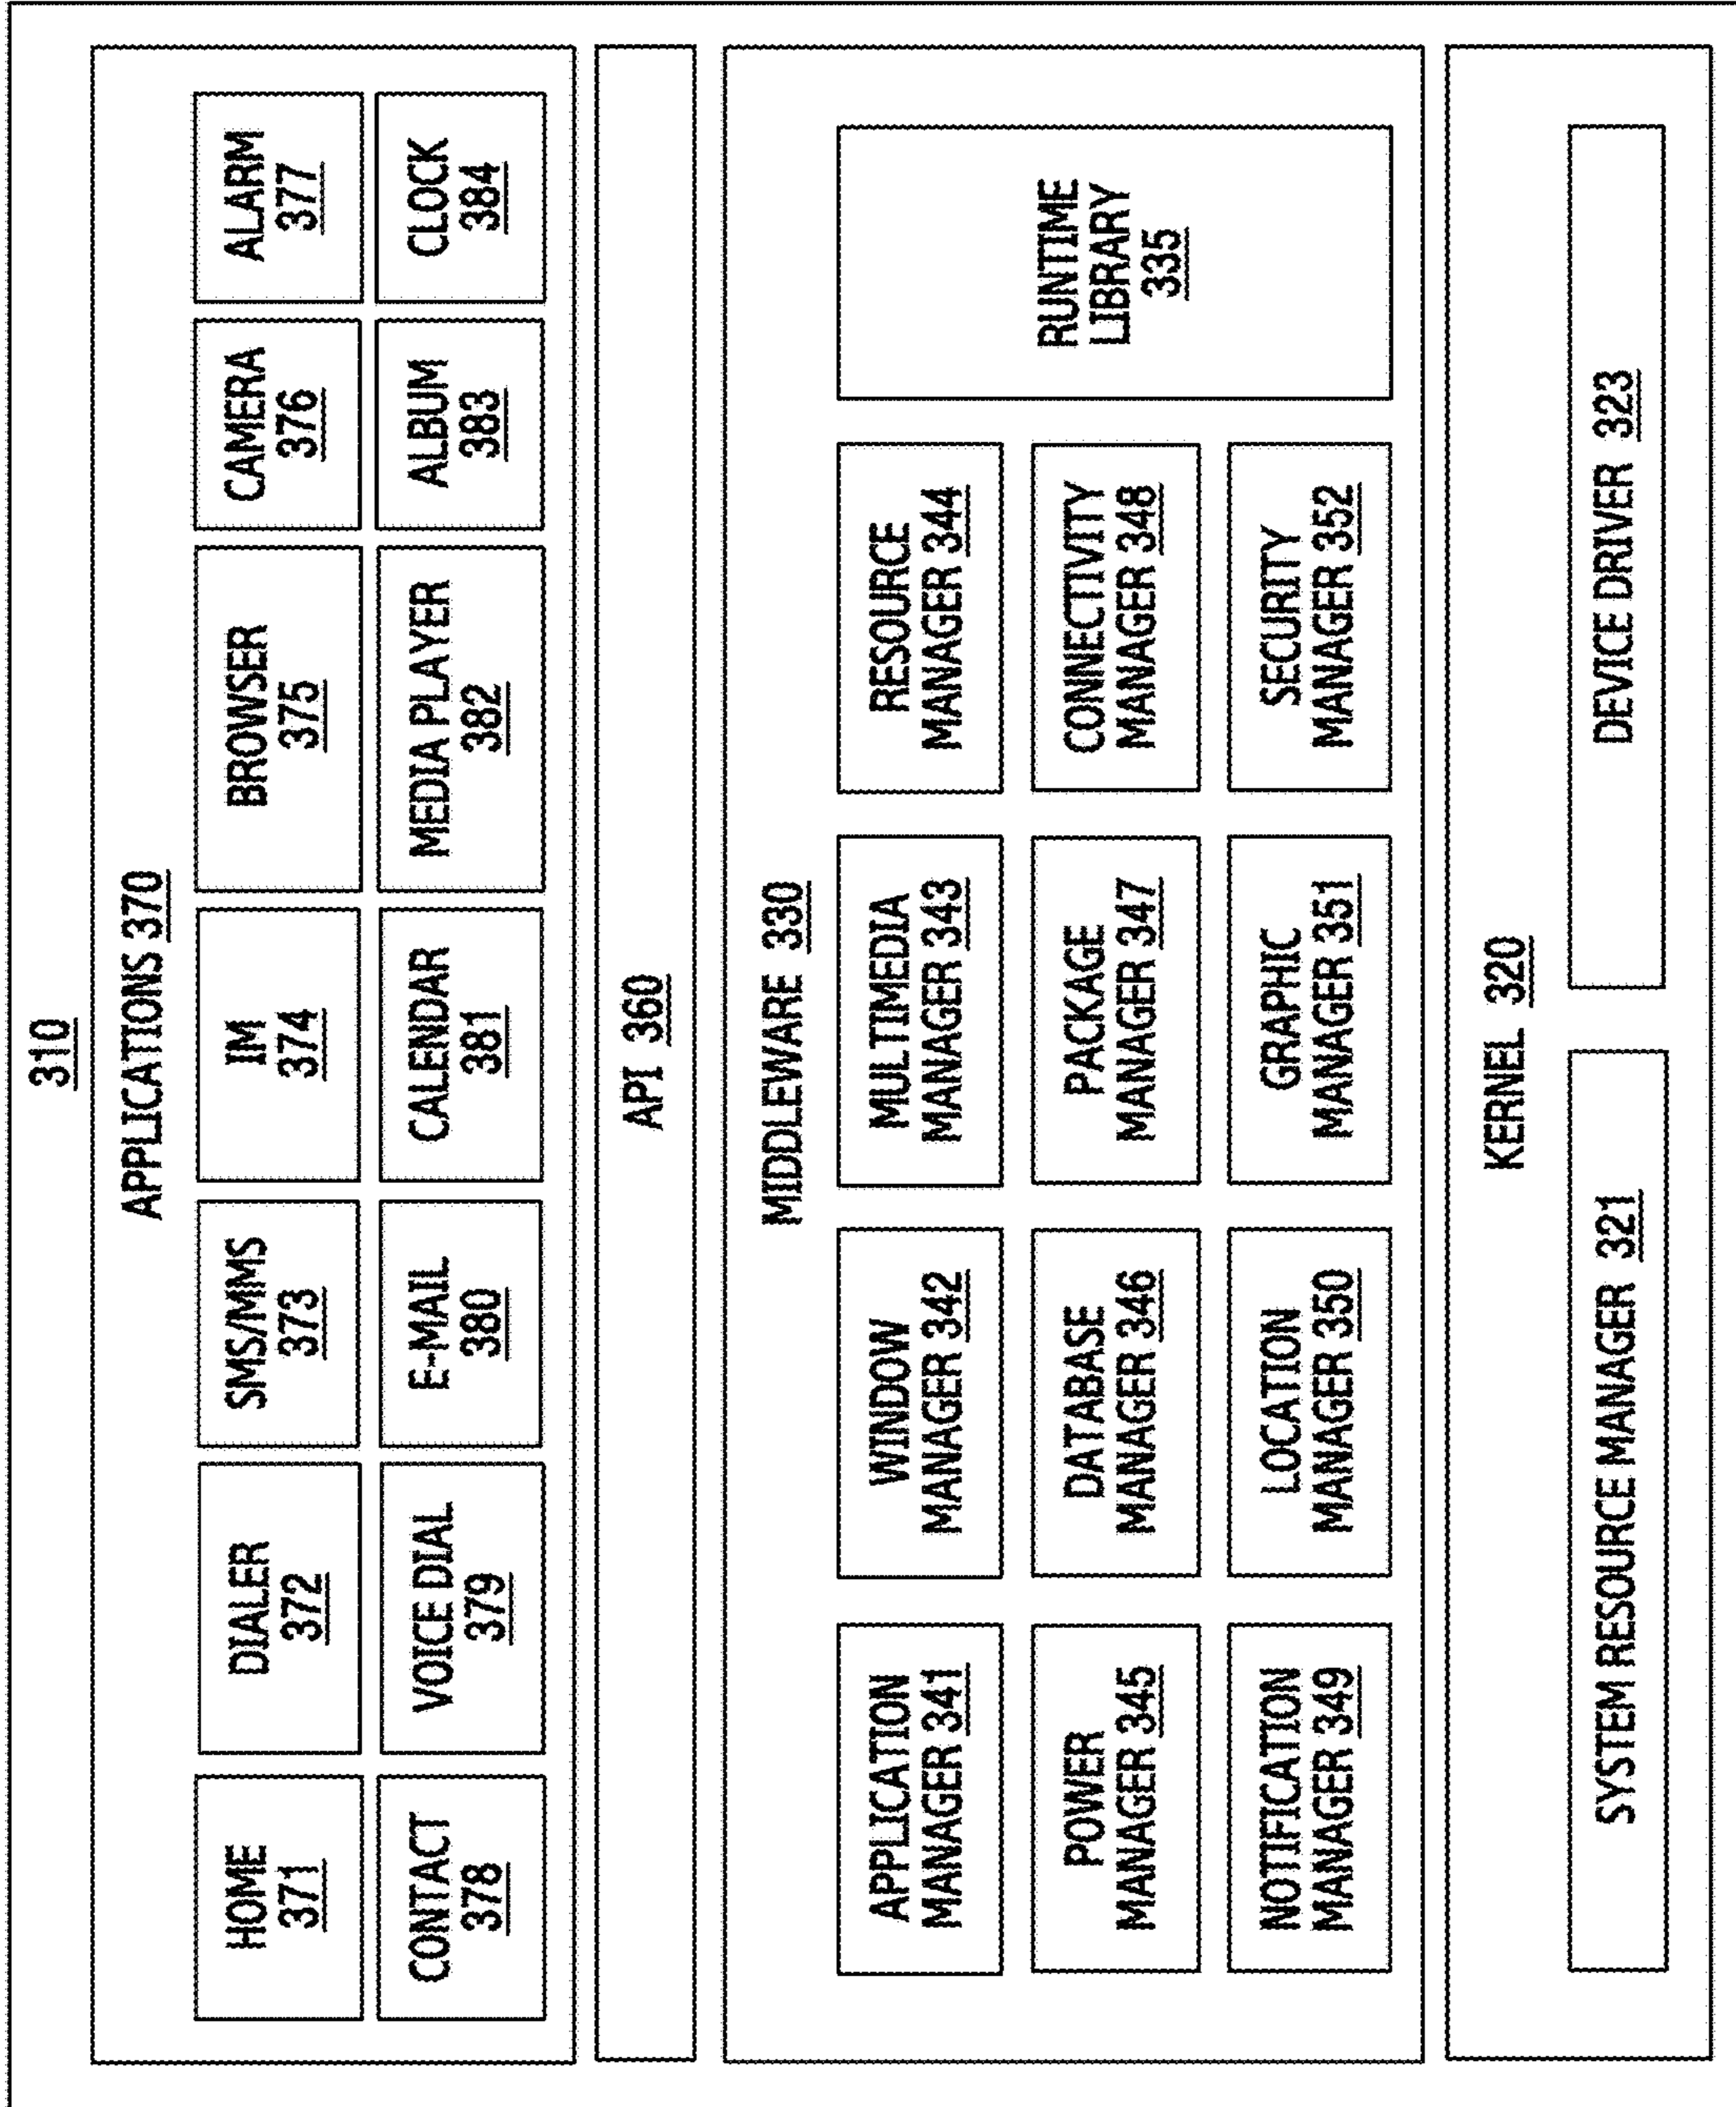 310
APPLICATIONS 370
HOME
371
DIALER
372
SMS/MMS
373
IM
374
BROWSER
375
CAMERA
376
ALARM
377
CONTACT
378
VOICE DIAL
379
E-MAIL
380
CALENDAR
381
MEDIA PLAYER
382
ALBUM
383
CLOCK
384
API 360
MIDDLEWARE 330
APPLICATION
MANAGER 341
WINDOW
MANAGER 342
MULTIMEDIA
MANAGER 343
RESOURCE
MANAGER 344
POWER
MANAGER 345
DATABASE
MANAGER 346
PACKAGE
MANAGER 347
CONNECTIVITY
MANAGER 348
NOTIFICATION
MANAGER 349
LOCATION
MANAGER 350
GRAPHIC
MANAGER 351
SECURITY
MANAGER 352
RUNTIME
LIBRARY
335
KERNEL 320
SYSTEM RESOURCE MANAGER 321
DEVICE DRIVER 323